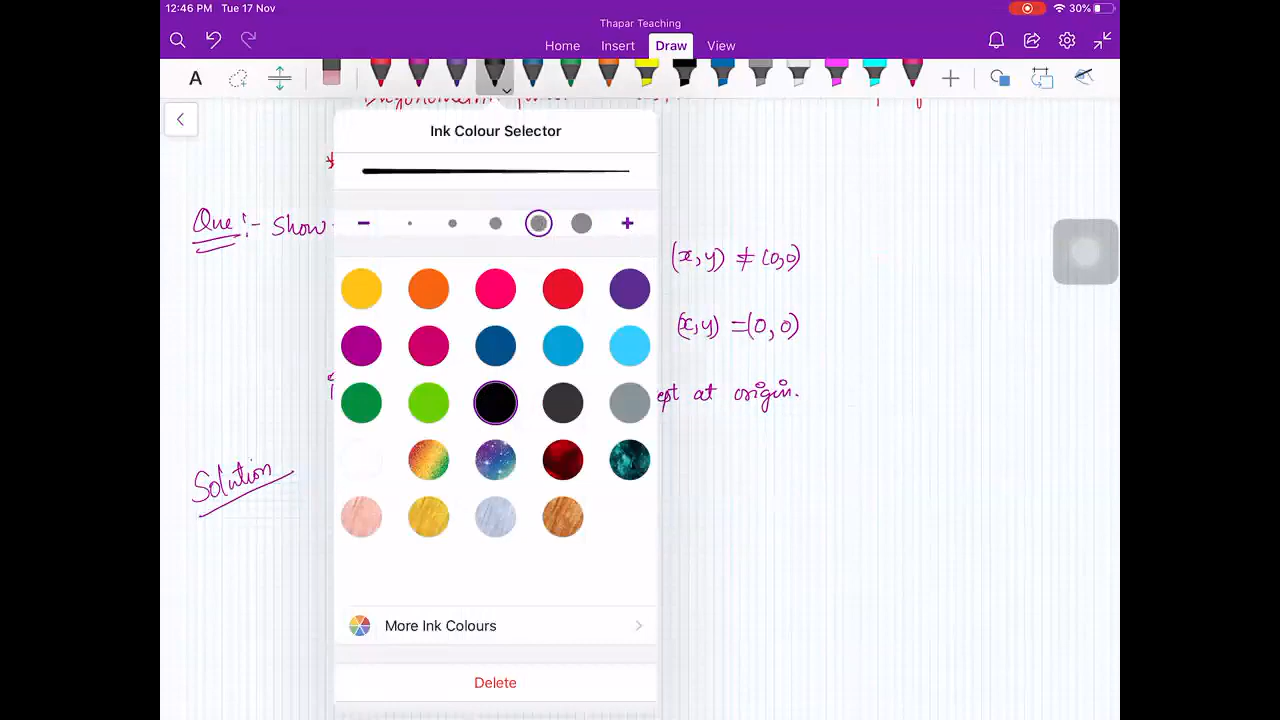 12:46 PM Tue 17 Nov
30%
Thapar Teaching
Home Insert Draw View
A
Ink Colour Selector
Que :- Show
(x,y) ≠ (0,0)
(x,y) =(0,0)
ept at origin.
Solution
More Ink Colours
Delete